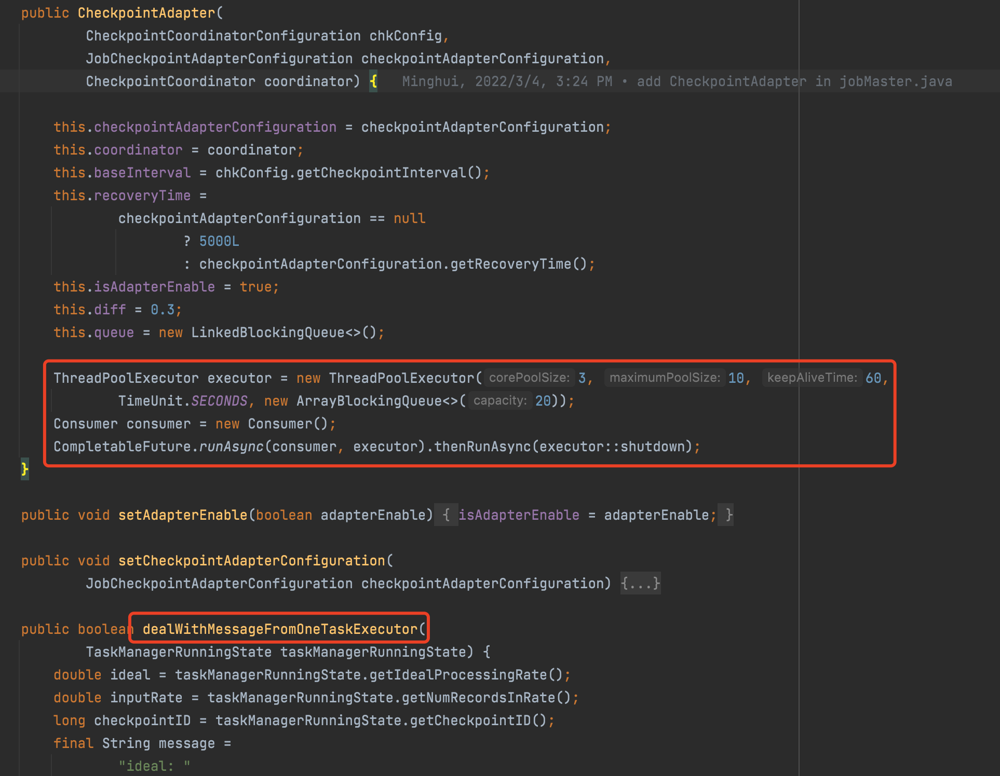 public CheckpointAdapter(
CheckpointCoordinatorConfiguration chkConfig,
JobCheckpointAdapterConfiguration checkpointAdapterConfiguration,
CheckpointCoordinator coordinator) { Minghui, 2022/3/4, 3:24 PM • add CheckpointAdapter in jobMaster.java
this.checkpointAdapterConfiguration = checkpointAdapterConfiguration;
this.coordinator = coordinator;
this.baseInterval = chkConfig.getCheckpointInterval();
this.recoveryTime =
checkpointAdapterConfiguration == null
? 5000L
: checkpointAdapterConfiguration.getRecoveryTime();
this.isAdapterEnable = true;
this.diff = 0.3;
this.queue = new LinkedBlockingQueue<>();
ThreadPoolExecutor executor = new ThreadPoolExecutor( corePoolSize: 3, maximumPoolSize: 10, keepAliveTime: 60,
TimeUnit.SECONDS, new ArrayBlockingQueue<>( capacity: 20));
Consumer consumer = new Consumer();
CompletableFuture.runAsync(consumer, executor).thenRunAsync(executor::shutdown);
}
public void setAdapterEnable(boolean adapterEnable) { isAdapterEnable = adapterEnable; }
public void setCheckpointAdapterConfiguration(
JobCheckpointAdapterConfiguration checkpointAdapterConfiguration) {...}
public boolean dealWithMessageFromOneTaskExecutor(
TaskManagerRunningState taskManagerRunningState) {
double ideal = taskManagerRunningState.getIdealProcessingRate();
double inputRate = taskManagerRunningState.getNumRecordsInRate();
long checkpointID = taskManagerRunningState.getCheckpointID();
final String message =
"ideal: "